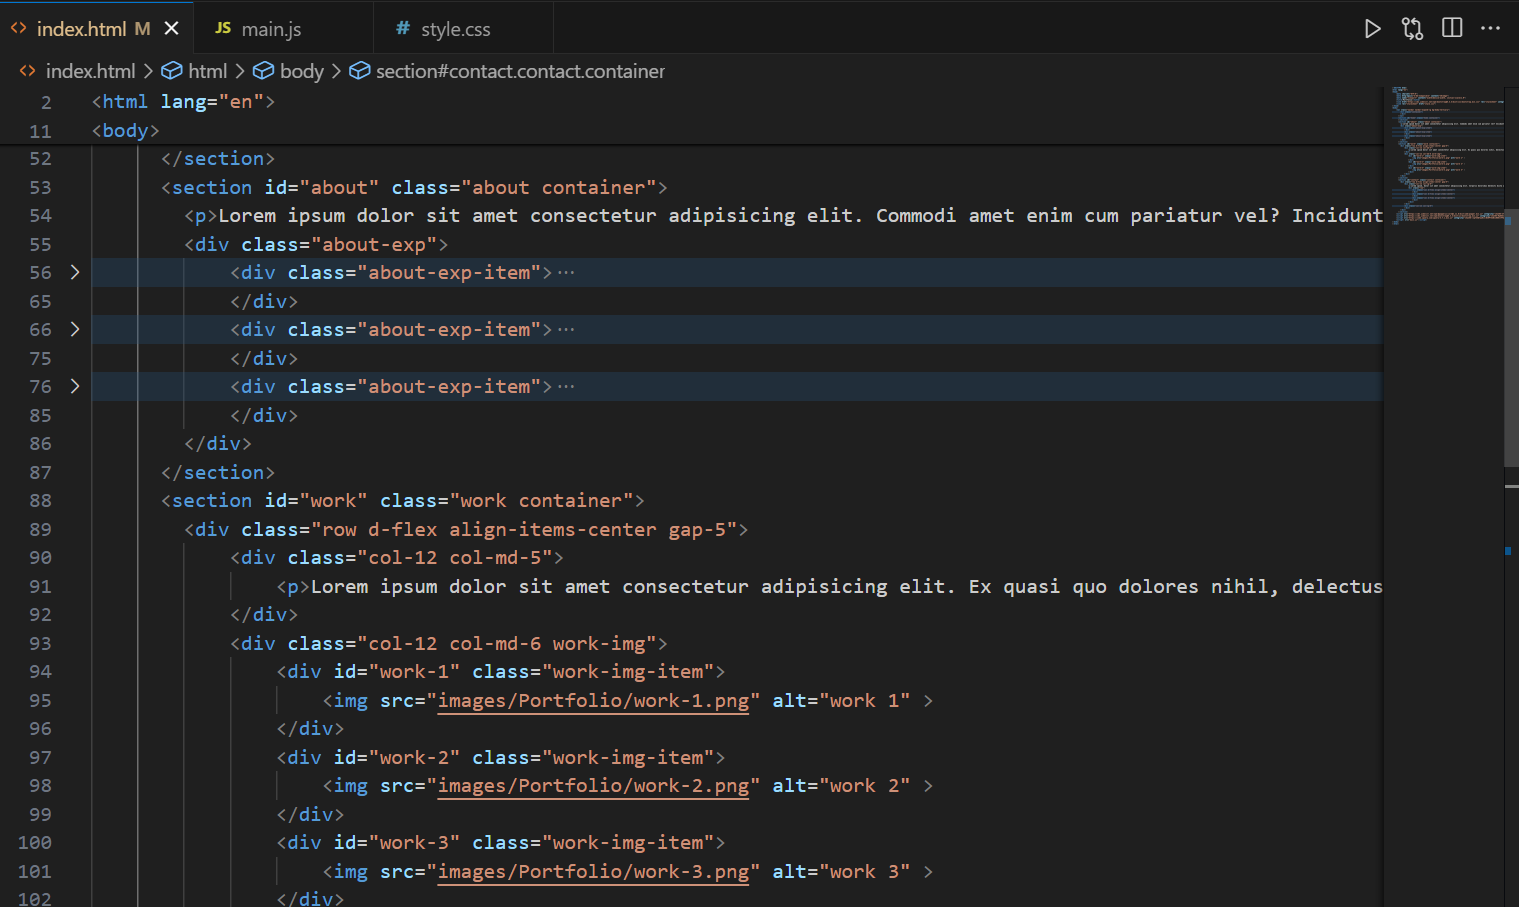 <> index.html M × JS main.js # style.css
<> index.html > html > body > section#contact.contact.container
2 <html lang="en">
11 <body>
52 </section>
53 <section id="about" class="about container">
54 <p>Lorem ipsum dolor sit amet consectetur adipisicing elit. Commodi amet enim cum pariatur vel? Incidunt
55 <div class="about-exp">
56 > <div class="about-exp-item">···
65 </div>
66 > <div class="about-exp-item">···
75 </div>
76 > <div class="about-exp-item">···
85 </div>
86 </div>
87 </section>
88 <section id="work" class="work container">
89 <div class="row d-flex align-items-center gap-5">
90 <div class="col-12 col-md-5">
91 <p>Lorem ipsum dolor sit amet consectetur adipisicing elit. Ex quasi quo dolores nihil, delectus
92 </div>
93 <div class="col-12 col-md-6 work-img">
94 <div id="work-1" class="work-img-item">
95 <img src="images/Portfolio/work-1.png" alt="work 1" >
96 </div>
97 <div id="work-2" class="work-img-item">
98 <img src="images/Portfolio/work-2.png" alt="work 2" >
99 </div>
100 <div id="work-3" class="work-img-item">
101 <img src="images/Portfolio/work-3.png" alt="work 3" >
102 </div>